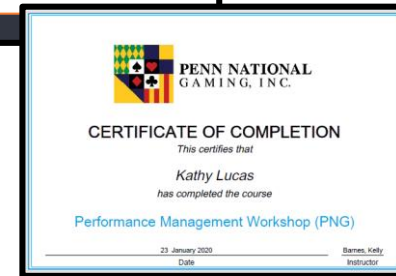 PENN NATIONAL
GAMING, INC.
CERTIFICATE OF COMPLETION
This certifies that
Kathy Lucas
has completed the course
Performance Management Workshop (PNG)
23 January 2020 Barnes, Kelly
Date Instructor